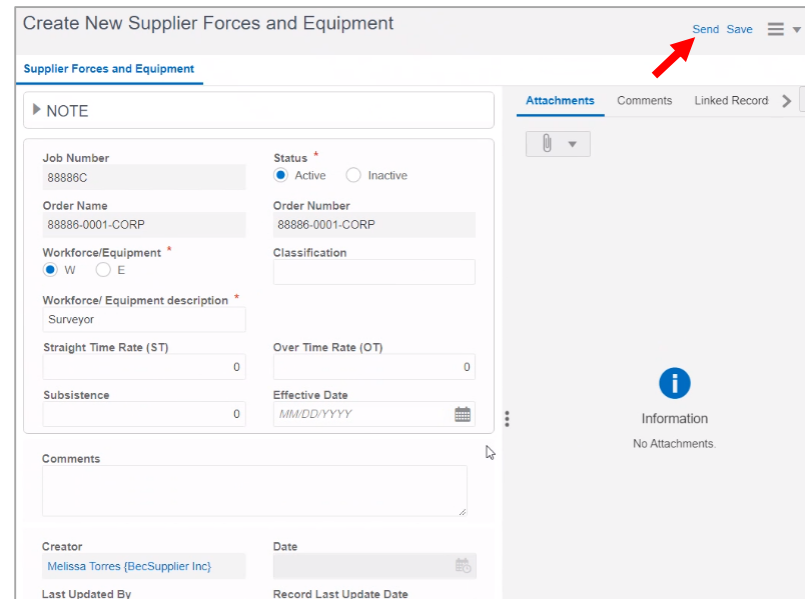 Create New Supplier Forces and Equipment
Send Save
Supplier Forces and Equipment
Attachments Comments Linked Record
NOTE
Job Number Status *
88886C Active Inactive
Order Name Order Number
88886-0001-CORP 88886-0001-CORP
Workforce/Equipment * Classification
W E
Workforce/ Equipment description *
Surveyor
Straight Time Rate (ST) Over Time Rate (OT)
0 0
Subsistence Effective Date
0 MM/DD/YYYY
Information
No Attachments.
Comments
Creator Date
Melissa Torres {BecSupplier Inc}
Last Updated By Record Last Update Date